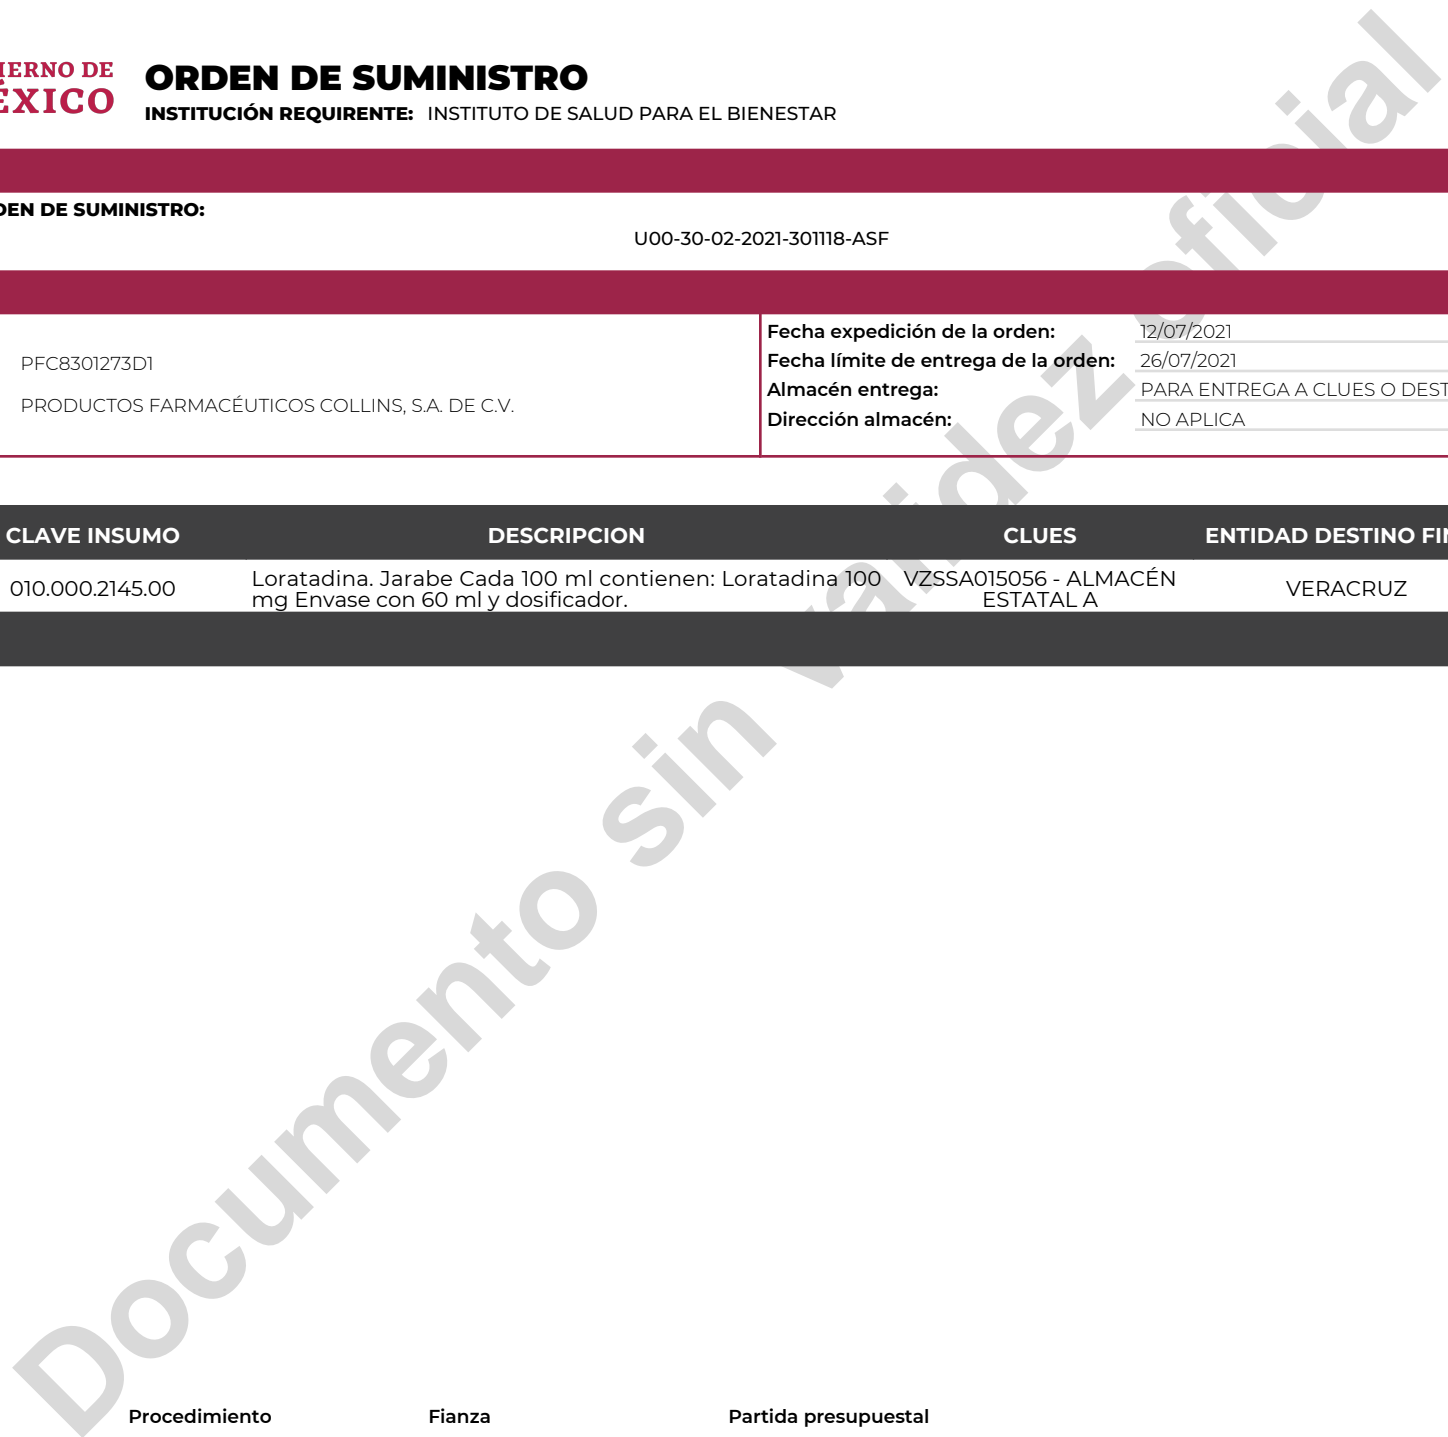 IERNO DE
ÉXICO
ORDEN DE SUMINISTRO
INSTITUCIÓN REQUIRENTE: INSTITUTO DE SALUD PARA EL BIENESTAR
DEN DE SUMINISTRO:
U00-30-02-2021-301118-ASF
PFC8301273D1
PRODUCTOS FARMACÉUTICOS COLLINS, S.A. DE C.V.
Fecha expedición de la orden: 12/07/2021
Fecha límite de entrega de la orden: 26/07/2021
Almacén entrega: PARA ENTREGA A CLUES O DEST
Dirección almacén: NO APLICA
CLAVE INSUMO DESCRIPCION CLUES ENTIDAD DESTINO FIN
010.000.2145.00
Loratadina. Jarabe Cada 100 ml contienen: Loratadina 100
mg Envase con 60 ml y dosificador.
VZSSA015056 - ALMACÉN
ESTATAL A
VERACRUZ
Documento sin validez oficial
Procedimiento Fianza Partida presupuestal